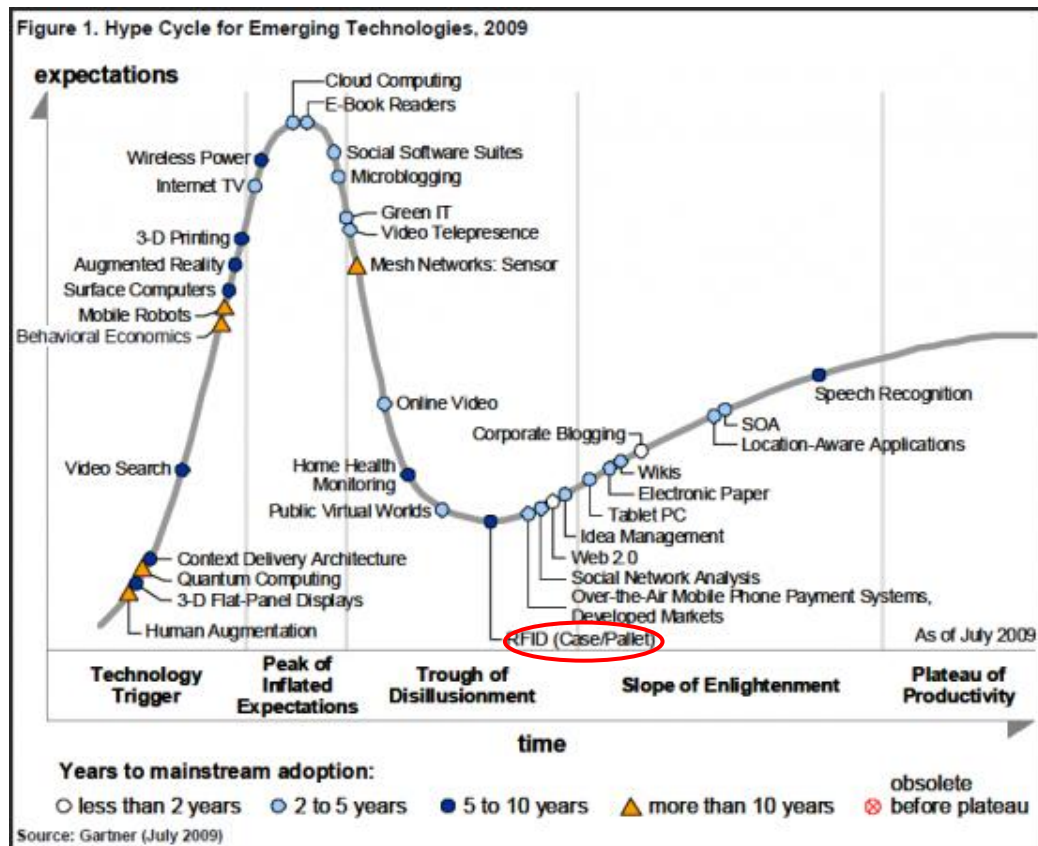 Figure 1. Hype Cycle for Emerging Technologies, 2009
expectations
Cloud Computing
E-Book Readers
Social Software Suites
Microblogging
Green IT
Video Telepresence
Mesh Networks: Sensor
Wireless Power
Internet TV
3-D Printing
Augmented Reality
Surface Computers
Mobile Robots
Behavioral Economics
Video Search
Context Delivery Architecture
Quantum Computing
3-D Flat-Panel Displays
Human Augmentation
Online Video
Home Health
Monitoring
Public Virtual Worlds
Corporate Blogging
Speech Recognition
SOA
Location-Aware Applications
Wikis
Electronic Paper
Tablet PC
Idea Management
Web 2.0
Social Network Analysis
Over-the-Air Mobile Phone Payment Systems,
Developed Markets
RFID (Case/Pallet)
As of July 2009
Technology
Trigger
Peak of
Inflated
Expectations
Trough of
Disillusionment
Slope of Enlightenment
Plateau of
Productivity
time
Years to mainstream adoption:
less than 2 years
2 to 5 years
5 to 10 years
more than 10 years
obsolete
before plateau
Source: Gartner (July 2009)